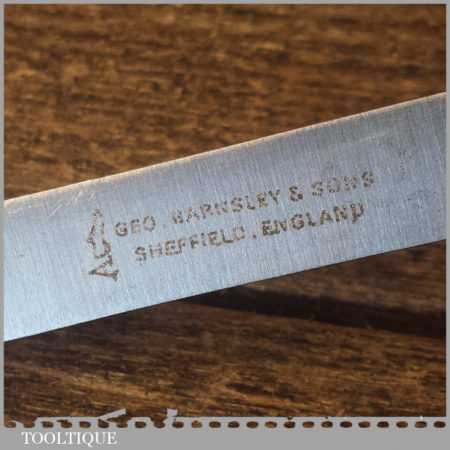 GEO. BARNSLEY & SONS
SHEFFIELD. ENGLAND
TOOLTIQUE